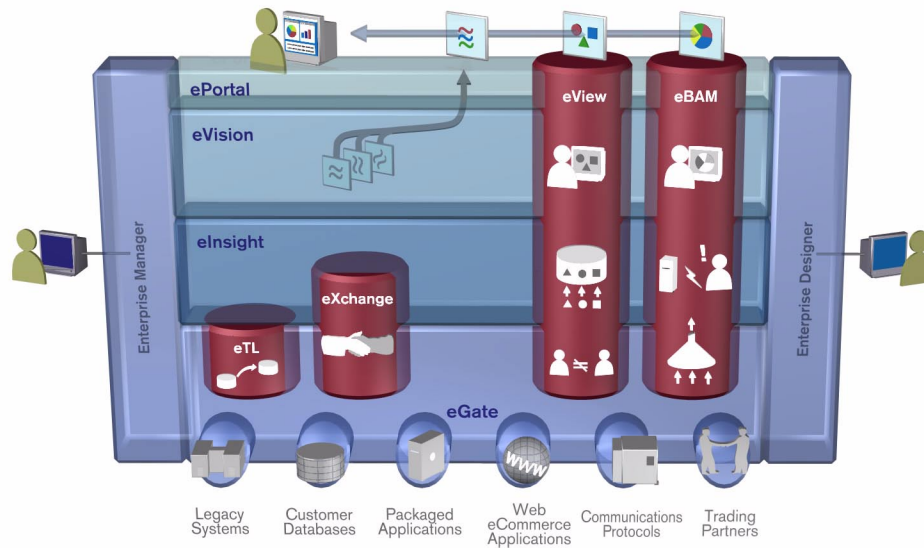 ePortal
eView
eBAM
eVision
eInsight
eXchange
eTL
eGate
Enterprise Manager
Enterprise Designer
WWW
Legacy
Systems
Customer
Databases
Packaged
Applications
Web
eCommerce
Applications
Communications
Protocols
Trading
Partners